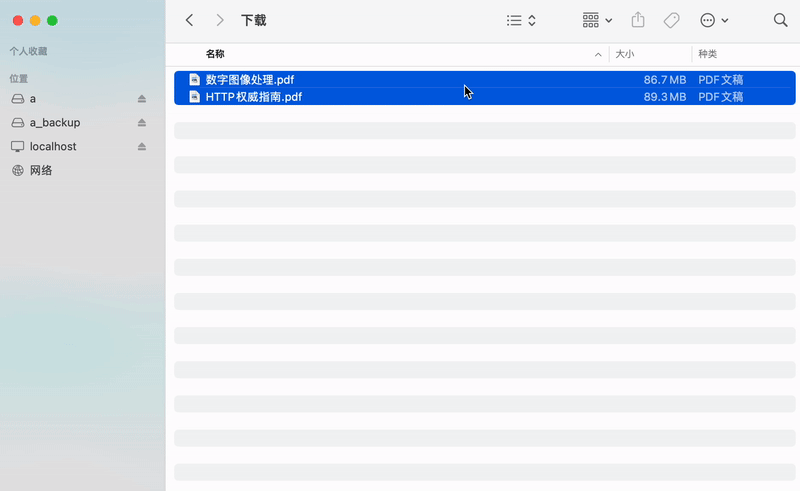 下载
个人收藏
位置
a
a_backup
localhost
网络
名称 大小 种类
数字图像处理.pdf 86.7 MB PDF文稿
HTTP权威指南.pdf 89.3 MB PDF文稿